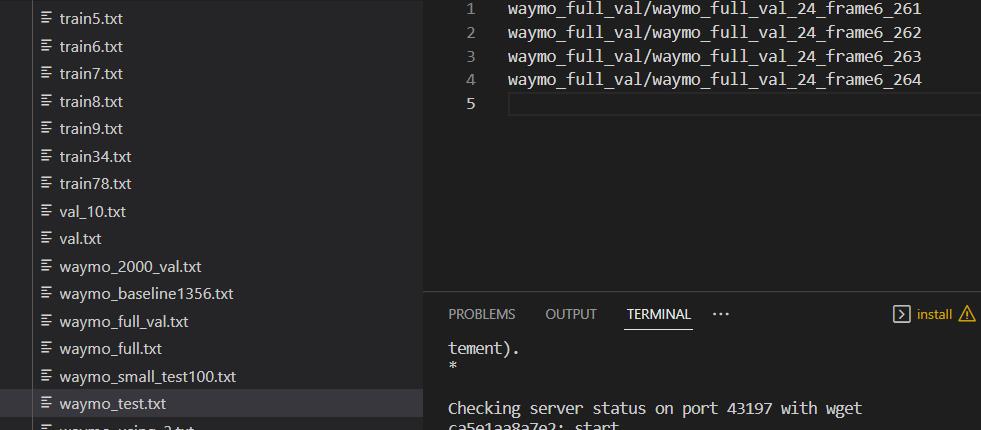 train5.txt
train6.txt
train7.txt
train8.txt
train9.txt
train34.txt
train78.txt
val_10.txt
val.txt
waymo_2000_val.txt
waymo_baseline1356.txt
waymo_full_val.txt
waymo_full.txt
waymo_small_test100.txt
waymo_test.txt
1 waymo_full_val/waymo_full_val_24_frame6_261
2 waymo_full_val/waymo_full_val_24_frame6_262
3 waymo_full_val/waymo_full_val_24_frame6_263
4 waymo_full_val/waymo_full_val_24_frame6_264
5
PROBLEMS OUTPUT TERMINAL ··· install
tement).
*
Checking server status on port 43197 with wget
ca5e1aa8a7e2: start